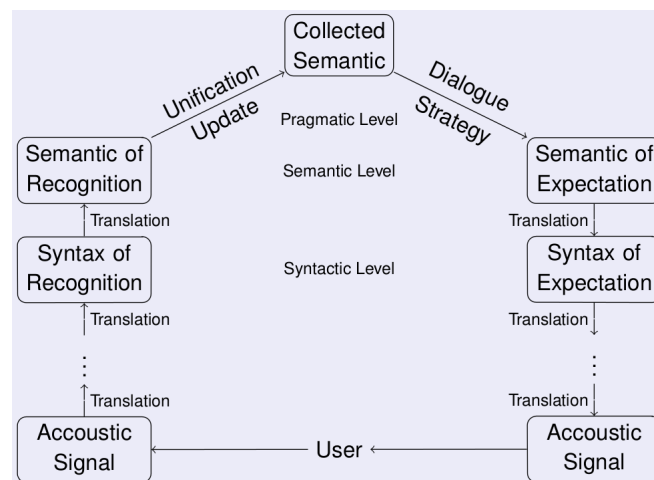 Collected
Semantic
Unification
Update
Dialogue
Strategy
Pragmatic Level
Semantic of
Recognition
Semantic Level
Semantic of
Expectation
Translation
Translation
Syntax of
Recognition
Syntactic Level
Syntax of
Expectation
Translation
Translation
⋮
⋮
Translation
Translation
Accoustic
Signal
User
Accoustic
Signal